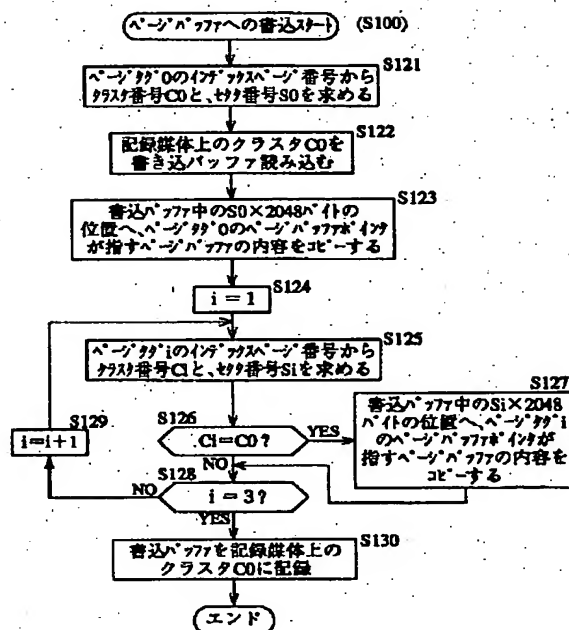 ページバッファへの書込スタート (S100)
S121
ページタグ0のインデックスページ番号から
クラスタ番号C0と、セクタ番号S0を求める
S122
記録媒体上のクラスタC0を
書き込バッファ読み込む
S123
書込バッファ中のS0×2048バイトの
位置へ、ページタグ0のページバッファポインタ
が指すページバッファの内容をコピーする
S124
i=1
S125
ページタグiのインデックスページ番号から
クラスタ番号Ciと、セクタ番号Siを求める
S126
Ci=C0?
YES
NO
S127
書込バッファ中のSi×2048
バイトの位置へ、ページタグi
のページバッファポインタが
指すページバッファの内容を
コピーする
S129
i=i+1
S128
i=3?
NO
YES
S130
書込バッファを記録媒体上の
クラスタC0に記録
エンド